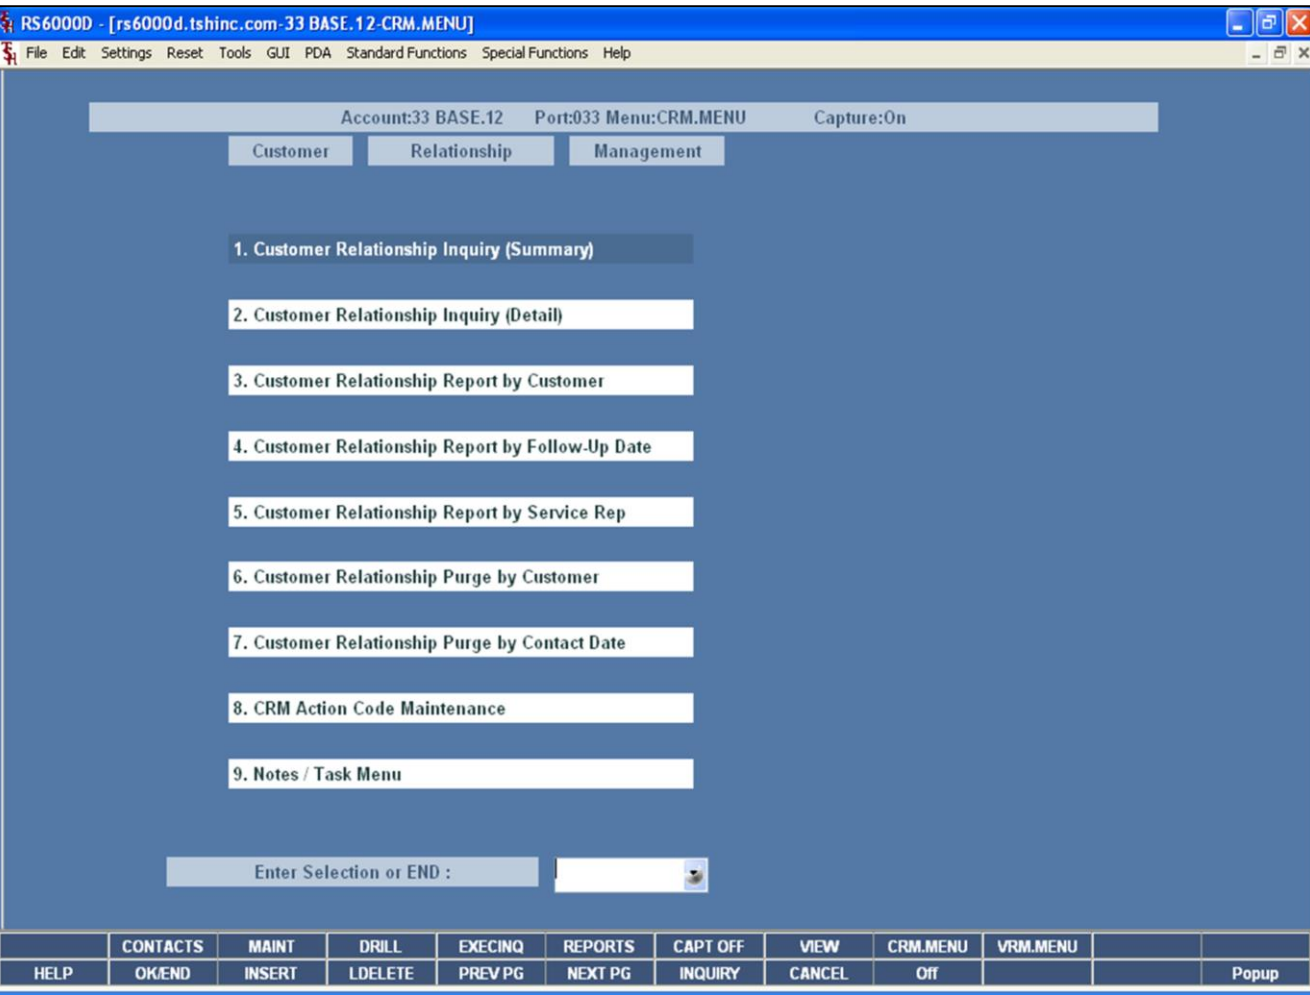 RS6000D - [rs6000d.tshinc.com-33 BASE.12-CRM.MENU]
File Edit Settings Reset Tools GUI PDA Standard Functions Special Functions Help
Account:33 BASE.12 Port:033 Menu:CRM.MENU Capture:On
Customer Relationship Management
1. Customer Relationship Inquiry (Summary)
2. Customer Relationship Inquiry (Detail)
3. Customer Relationship Report by Customer
4. Customer Relationship Report by Follow-Up Date
5. Customer Relationship Report by Service Rep
6. Customer Relationship Purge by Customer
7. Customer Relationship Purge by Contact Date
8. CRM Action Code Maintenance
9. Notes / Task Menu
Enter Selection or END :
CONTACTS MAINT DRILL EXECINQ REPORTS CAPT OFF VIEW CRM.MENU VRM.MENU
HELP OK/END INSERT LDELETE PREV PG NEXT PG INQUIRY CANCEL Off Popup